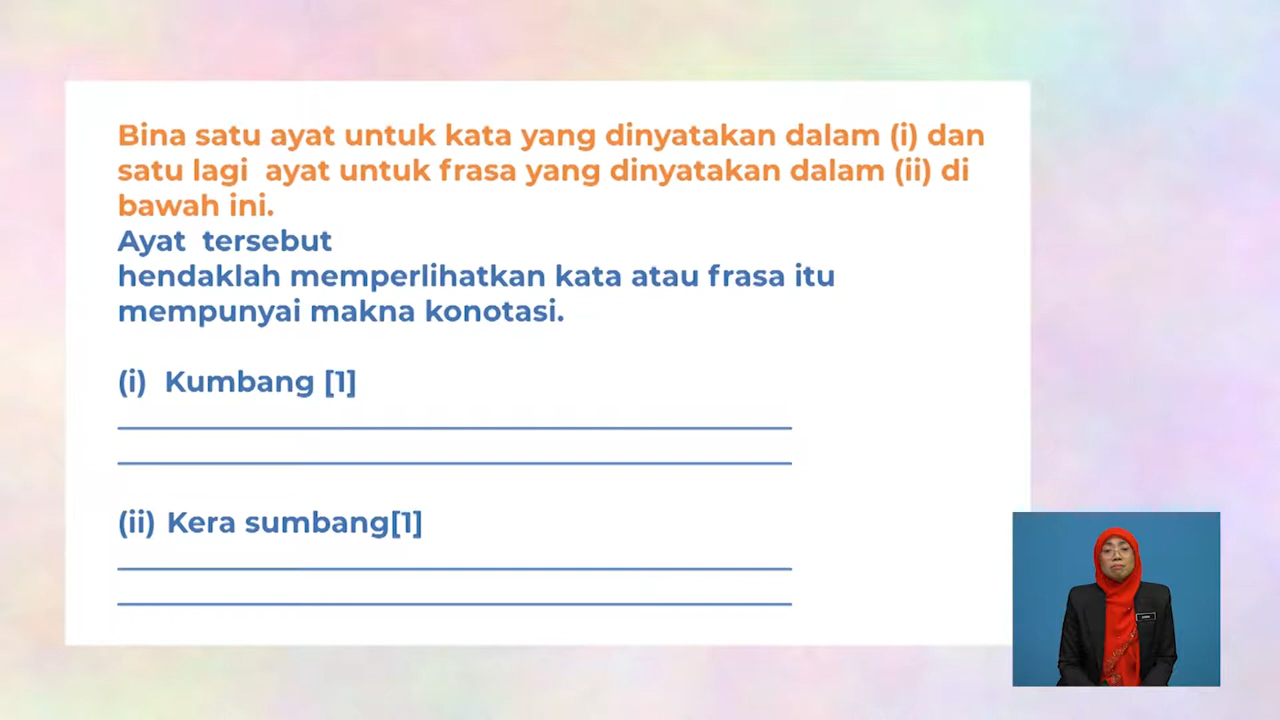 Bina satu ayat untuk kata yang dinyatakan dalam (i) dan
satu lagi ayat untuk frasa yang dinyatakan dalam (ii) di
bawah ini.
Ayat tersebut
hendaklah memperlihatkan kata atau frasa itu
mempunyai makna konotasi.
(i) Kumbang [1]
(ii) Kera sumbang[1]